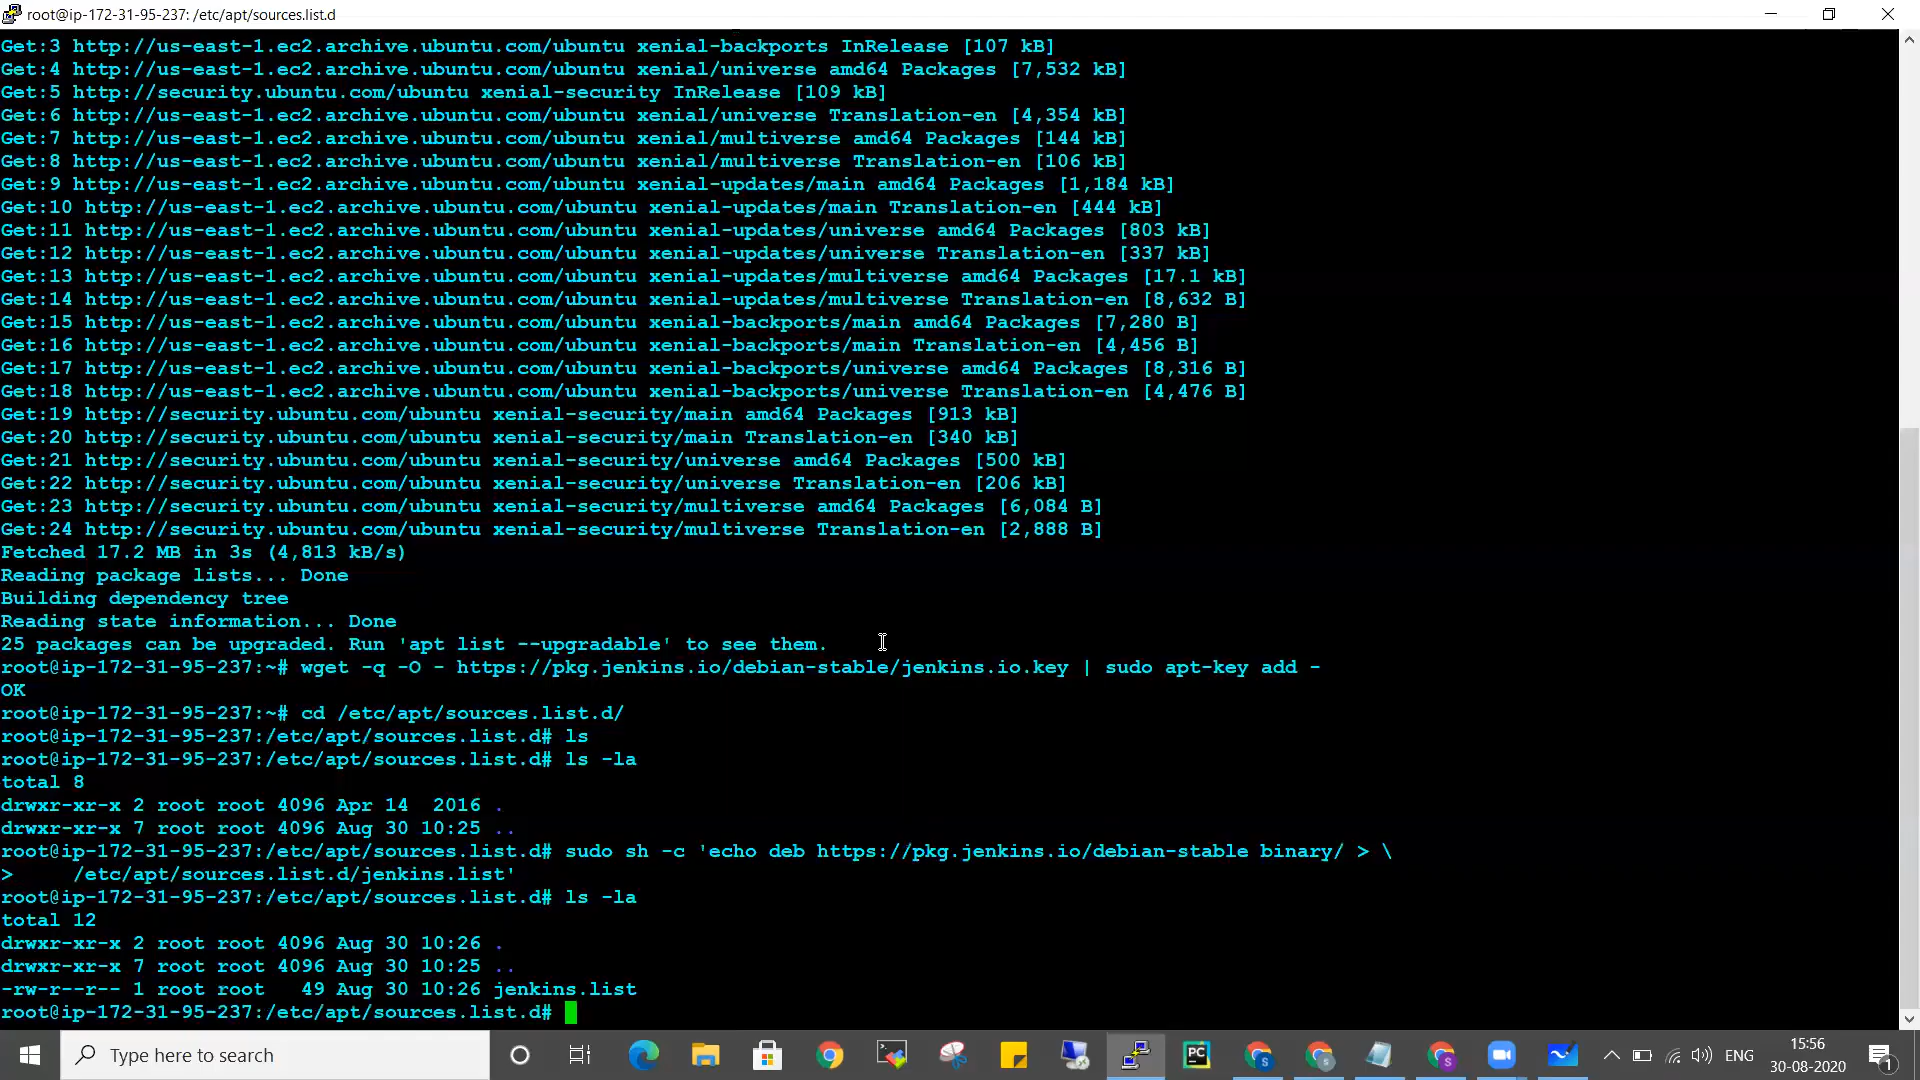 root@ip-172-31-95-237: /etc/apt/sources.list.d
Get:3 http://us-east-1.ec2.archive.ubuntu.com/ubuntu xenial-backports InRelease [107 kB]
Get:4 http://us-east-1.ec2.archive.ubuntu.com/ubuntu xenial/universe amd64 Packages [7,532 kB]
Get:5 http://security.ubuntu.com/ubuntu xenial-security InRelease [109 kB]
Get:6 http://us-east-1.ec2.archive.ubuntu.com/ubuntu xenial/universe Translation-en [4,354 kB]
Get:7 http://us-east-1.ec2.archive.ubuntu.com/ubuntu xenial/multiverse amd64 Packages [144 kB]
Get:8 http://us-east-1.ec2.archive.ubuntu.com/ubuntu xenial/multiverse Translation-en [106 kB]
Get:9 http://us-east-1.ec2.archive.ubuntu.com/ubuntu xenial-updates/main amd64 Packages [1,184 kB]
Get:10 http://us-east-1.ec2.archive.ubuntu.com/ubuntu xenial-updates/main Translation-en [444 kB]
Get:11 http://us-east-1.ec2.archive.ubuntu.com/ubuntu xenial-updates/universe amd64 Packages [803 kB]
Get:12 http://us-east-1.ec2.archive.ubuntu.com/ubuntu xenial-updates/universe Translation-en [337 kB]
Get:13 http://us-east-1.ec2.archive.ubuntu.com/ubuntu xenial-updates/multiverse amd64 Packages [17.1 kB]
Get:14 http://us-east-1.ec2.archive.ubuntu.com/ubuntu xenial-updates/multiverse Translation-en [8,632 B]
Get:15 http://us-east-1.ec2.archive.ubuntu.com/ubuntu xenial-backports/main amd64 Packages [7,280 B]
Get:16 http://us-east-1.ec2.archive.ubuntu.com/ubuntu xenial-backports/main Translation-en [4,456 B]
Get:17 http://us-east-1.ec2.archive.ubuntu.com/ubuntu xenial-backports/universe amd64 Packages [8,316 B]
Get:18 http://us-east-1.ec2.archive.ubuntu.com/ubuntu xenial-backports/universe Translation-en [4,476 B]
Get:19 http://security.ubuntu.com/ubuntu xenial-security/main amd64 Packages [913 kB]
Get:20 http://security.ubuntu.com/ubuntu xenial-security/main Translation-en [340 kB]
Get:21 http://security.ubuntu.com/ubuntu xenial-security/universe amd64 Packages [500 kB]
Get:22 http://security.ubuntu.com/ubuntu xenial-security/universe Translation-en [206 kB]
Get:23 http://security.ubuntu.com/ubuntu xenial-security/multiverse amd64 Packages [6,084 B]
Get:24 http://security.ubuntu.com/ubuntu xenial-security/multiverse Translation-en [2,888 B]
Fetched 17.2 MB in 3s (4,813 kB/s)
Reading package lists... Done
Building dependency tree
Reading state information... Done
25 packages can be upgraded. Run 'apt list --upgradable' to see them.
root@ip-172-31-95-237:~# wget -q -O - https://pkg.jenkins.io/debian-stable/jenkins.io.key | sudo apt-key add -
OK
root@ip-172-31-95-237:~# cd /etc/apt/sources.list.d/
root@ip-172-31-95-237:/etc/apt/sources.list.d# ls
root@ip-172-31-95-237:/etc/apt/sources.list.d# ls -la
total 8
drwxr-xr-x 2 root root 4096 Apr 14  2016 .
drwxr-xr-x 7 root root 4096 Aug 30 10:25 ..
root@ip-172-31-95-237:/etc/apt/sources.list.d# sudo sh -c 'echo deb https://pkg.jenkins.io/debian-stable binary/ > \
>     /etc/apt/sources.list.d/jenkins.list'
root@ip-172-31-95-237:/etc/apt/sources.list.d# ls -la
total 12
drwxr-xr-x 2 root root 4096 Aug 30 10:26 .
drwxr-xr-x 7 root root 4096 Aug 30 10:25 ..
-rw-r--r-- 1 root root   49 Aug 30 10:26 jenkins.list
root@ip-172-31-95-237:/etc/apt/sources.list.d#
Type here to search
PC
S
S
S
ENG
15:56
30-08-2020
1